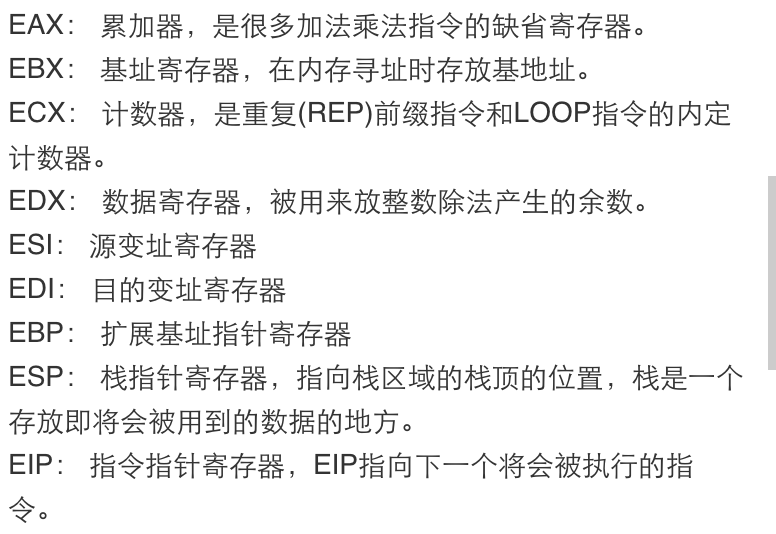 EAX： 累加器，是很多加法乘法指令的缺省寄存器。
EBX： 基址寄存器，在内存寻址时存放基地址。
ECX： 计数器，是重复(REP)前缀指令和LOOP指令的内定
计数器。
EDX： 数据寄存器，被用来放整数除法产生的余数。
ESI： 源变址寄存器
EDI： 目的变址寄存器
EBP： 扩展基址指针寄存器
ESP： 栈指针寄存器，指向栈区域的栈顶的位置，栈是一个
存放即将会被用到的数据的地方。
EIP： 指令指针寄存器，EIP指向下一个将会被执行的指
令。